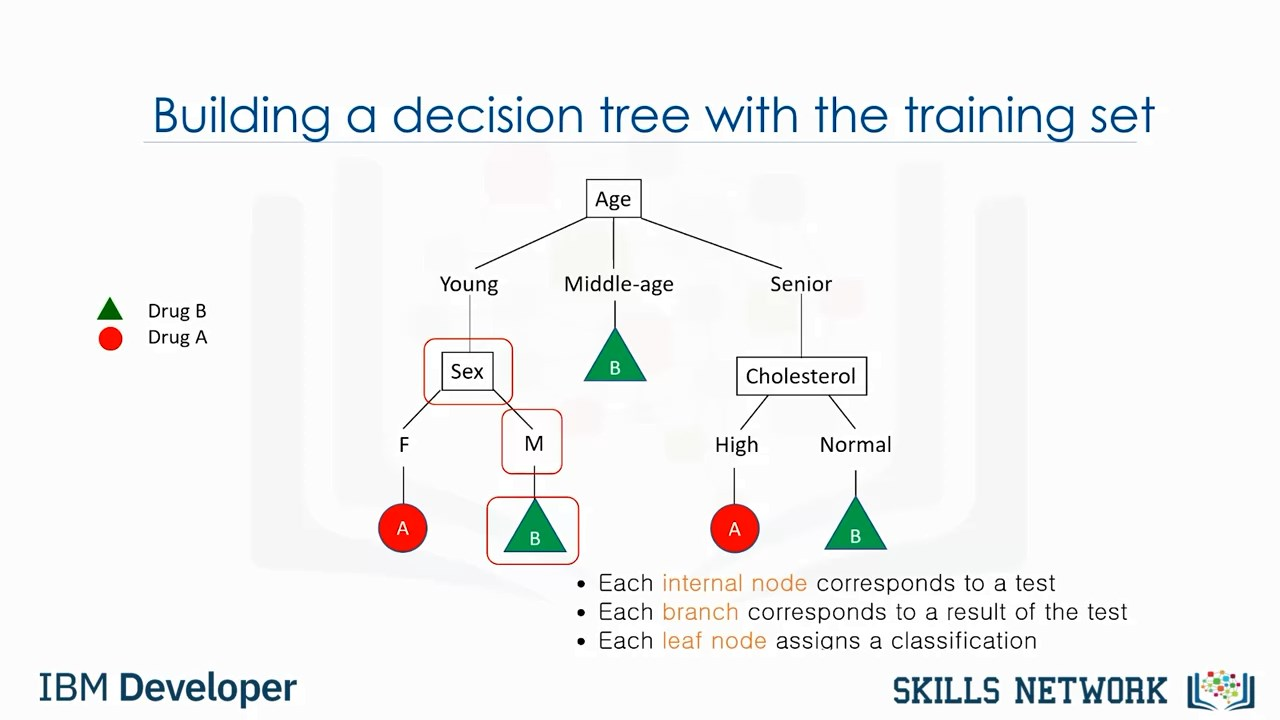 Building a decision tree with the training set
Age
Young Middle-age Senior
Drug B
Drug A
Sex B Cholesterol
F M High Normal
A B A B
• Each internal node corresponds to a test
• Each branch corresponds to a result of the test
• Each leaf node assigns a classification
IBM Developer
SKILLS NETWORK